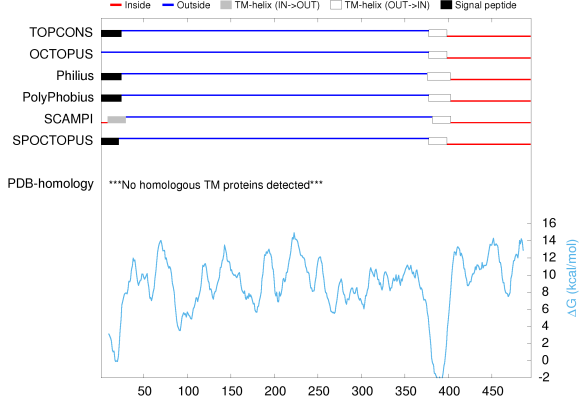 Inside Outside TM-helix (IN->OUT) TM-helix (OUT->IN) Signal peptide
TOPCONS
OCTOPUS
Philius
PolyPhobius
SCAMPI
SPOCTOPUS
PDB-homology ***No homologous TM proteins detected***
16
14
12
10
8
6
4
2
0
-2
ΔG (kcal/mol)
50 100 150 200 250 300 350 400 450